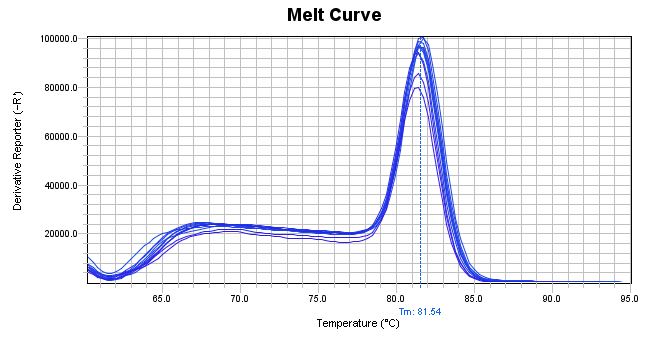 Melt Curve
Derivative Reporter (-R')
100000.0
80000.0
60000.0
40000.0
20000.0
65.0 70.0 75.0 80.0 85.0 90.0 95.0
Tm: 81.54
Temperature (°C)